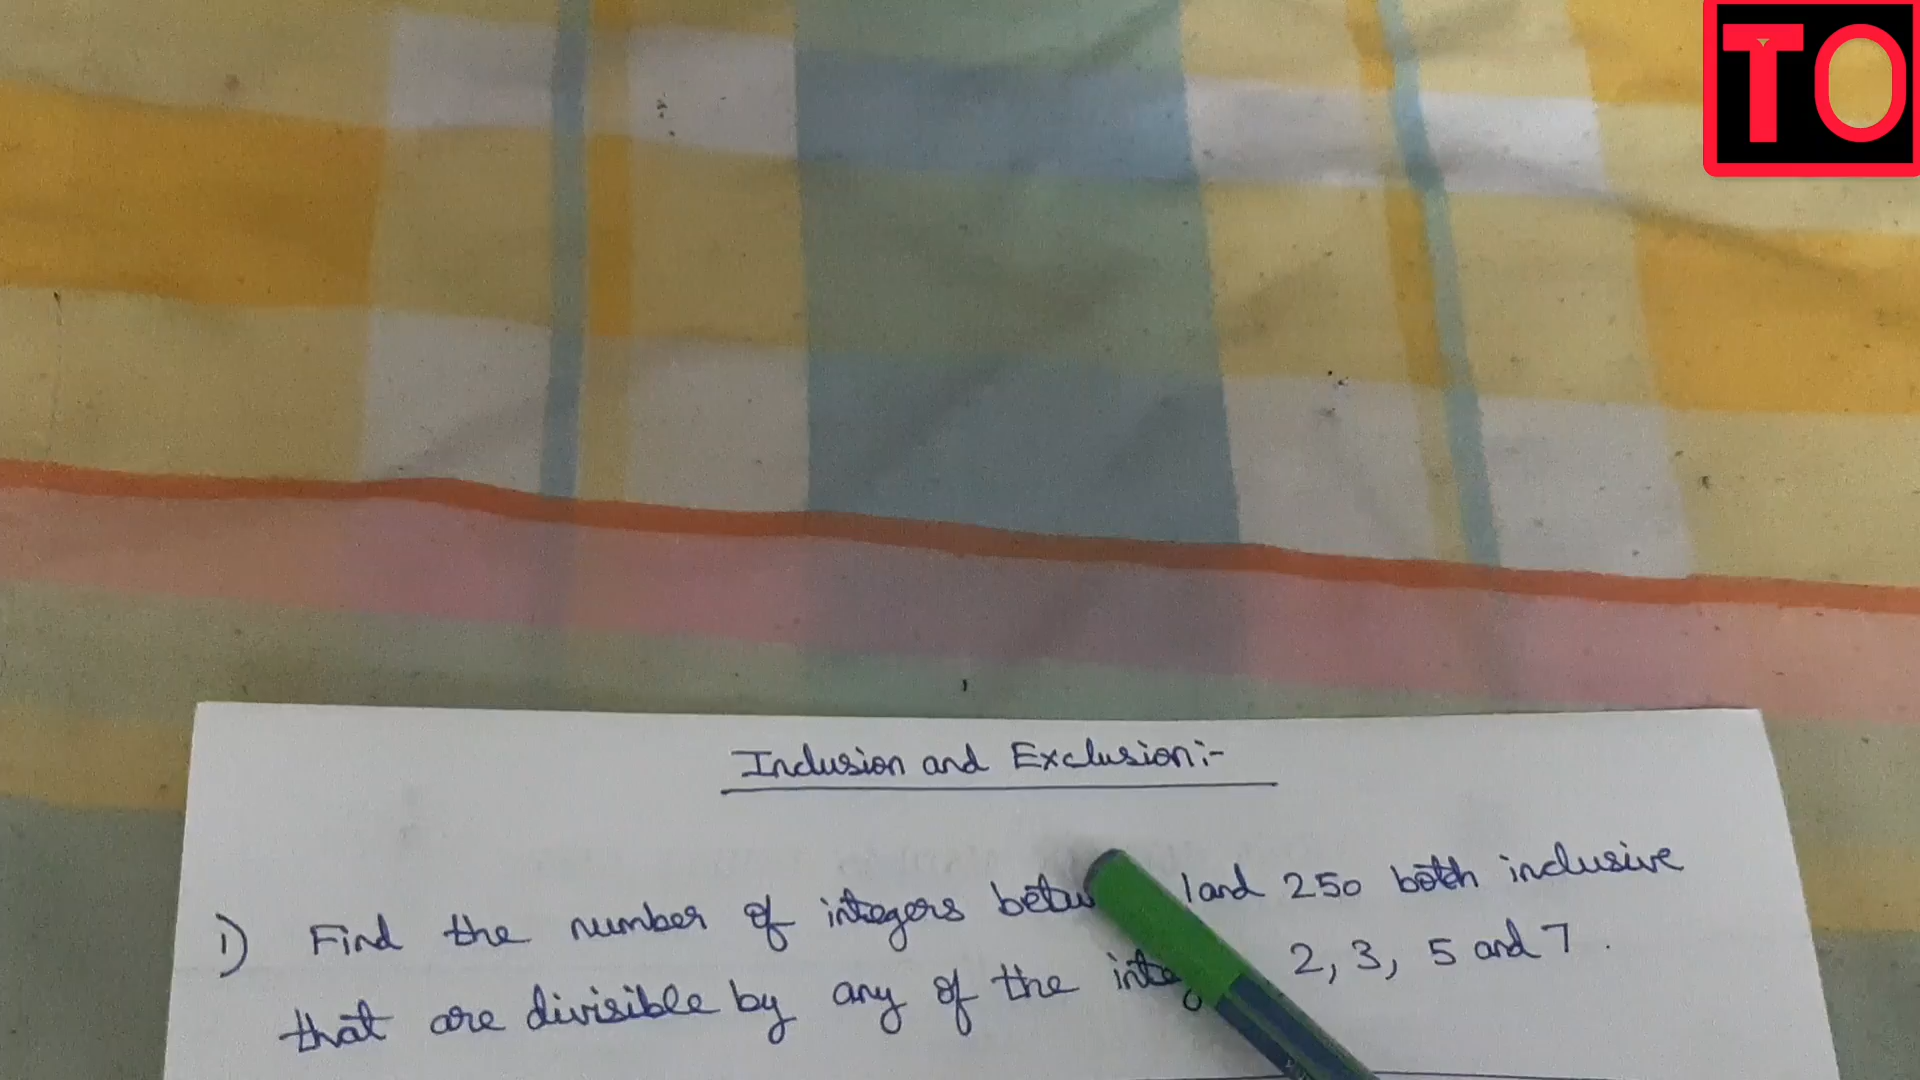 TO
Inclusion and Exclusion:-
1) Find the number of integers 1 and 250 both inclusive
that are divisible by any of the 2, 3, 5 and 7.